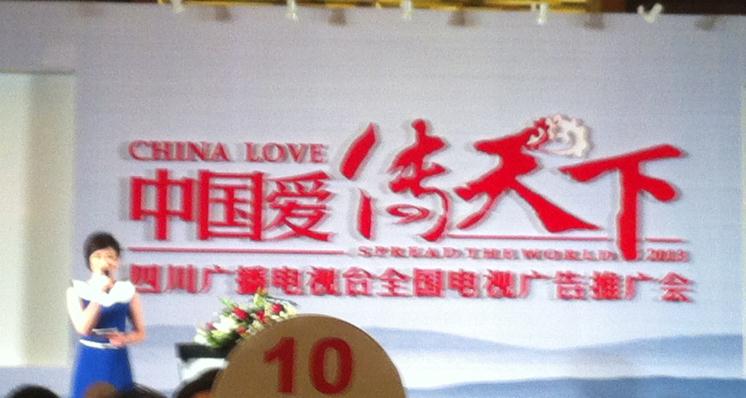 CHINA LOVE
中国爱传天下
SPREAD THE WORLD 2013
四川广播电视台全国电视广告推广会
10